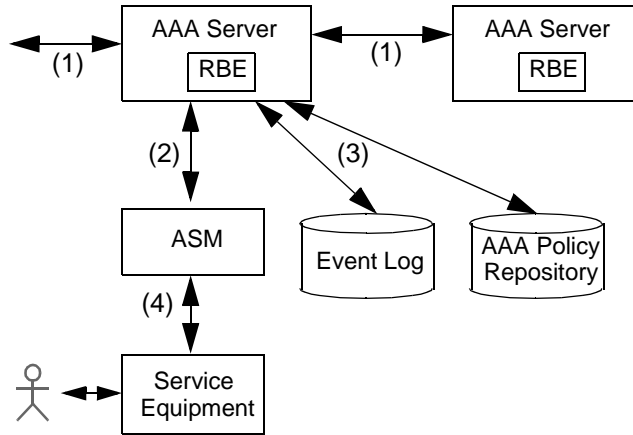 AAA Server
RBE
(1)
(1)
AAA Server
RBE
(2)
(3)
ASM
Event Log
AAA Policy
Repository
(4)
Service
Equipment